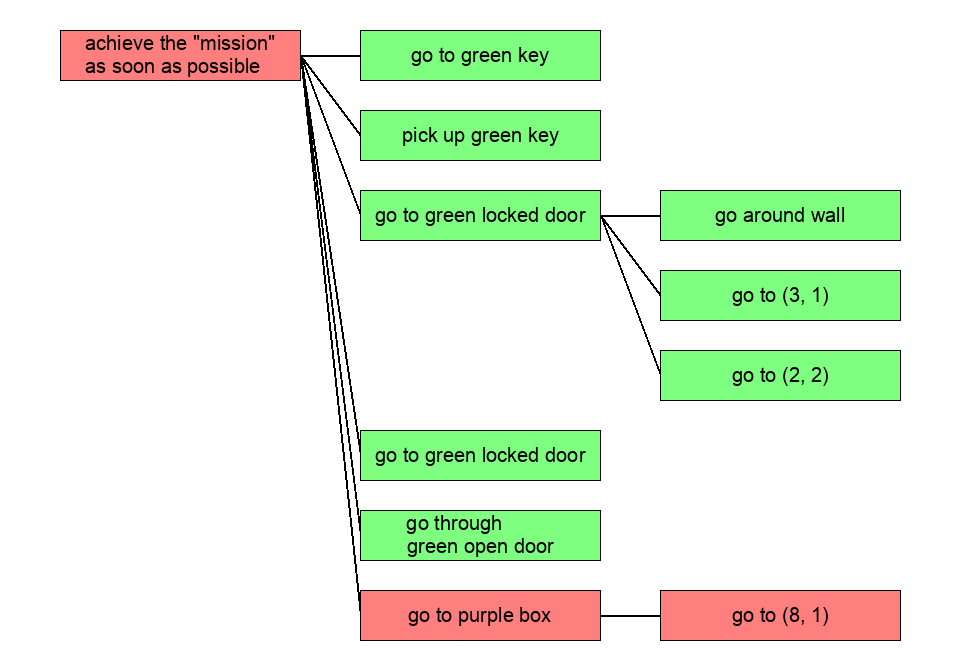 achieve the "mission"
as soon as possible
go to green key
pick up green key
go to green locked door
go around wall
go to (3, 1)
go to (2, 2)
go to green locked door
go through
green open door
go to purple box
go to (8, 1)